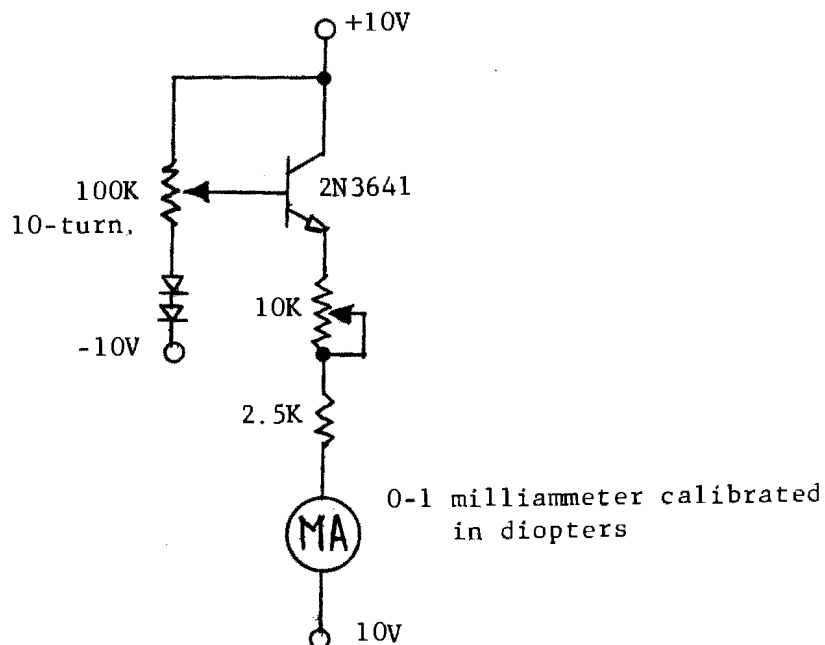 +10V
100K
10-turn.
2N3641
10K
-10V
2.5K
MA
0-1 milliammeter calibrated
in diopters
10V